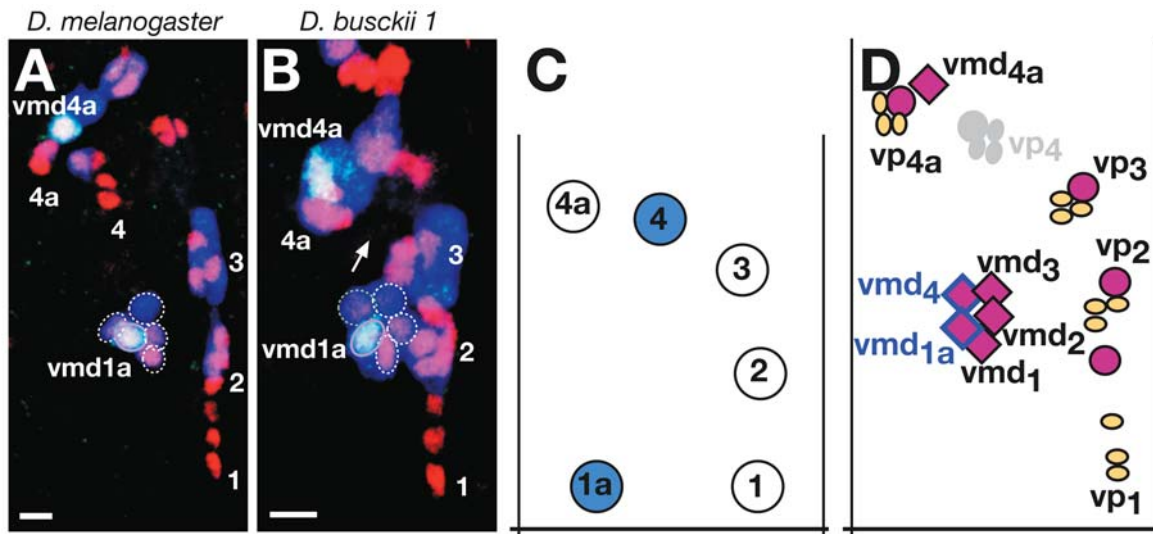 D. melanogaster
D. busckii 1
A
vmd4a
4a
4
3
vmd1a
2
1
B
vmd4a
4a
3
vmd1a
2
1
C
4a
4
3
2
1a
1
D
vmd4a
vp4a
vp4
vp3
vmd3
vp2
vmd4
vmd2
vmd1a
vmd1
vp1